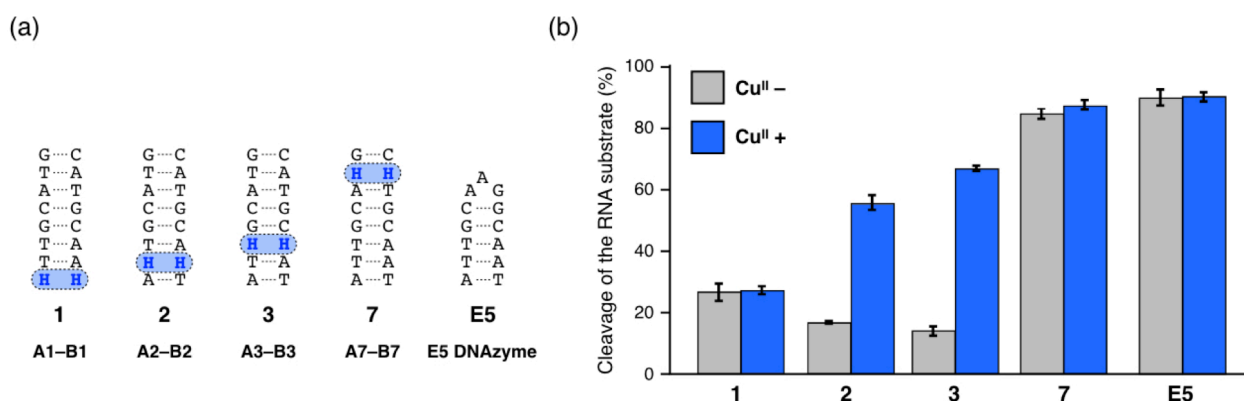 (a)
G C
T A
A T
C G
G C
T A
T A
H H
1
A1–B1
G C
T A
A T
C G
G C
T A
H H
A T
2
A2–B2
G C
T A
A T
C G
G C
H H
T A
A T
3
A3–B3
G C
H H
A T
C G
G C
T A
T A
A T
7
A7–B7
A
A G
C G
G C
T A
T A
A T
E5
E5 DNAzyme
(b)
Cleavage of the RNA substrate (%)
100
80
60
40
20
0
Cuᴵᴵ –
Cuᴵᴵ +
1 2 3 7 E5